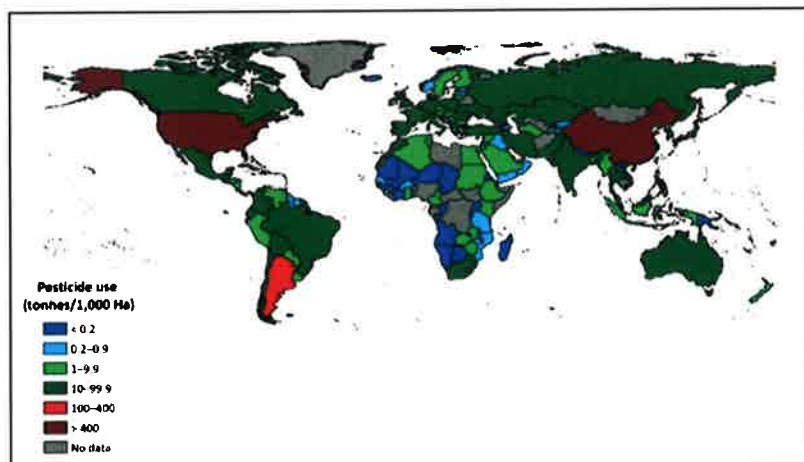 Pesticide use
(tonnes/1,000 Ha)
< 0.2
0.2–0.9
1–9.9
10–99.9
100–400
> 400
No data